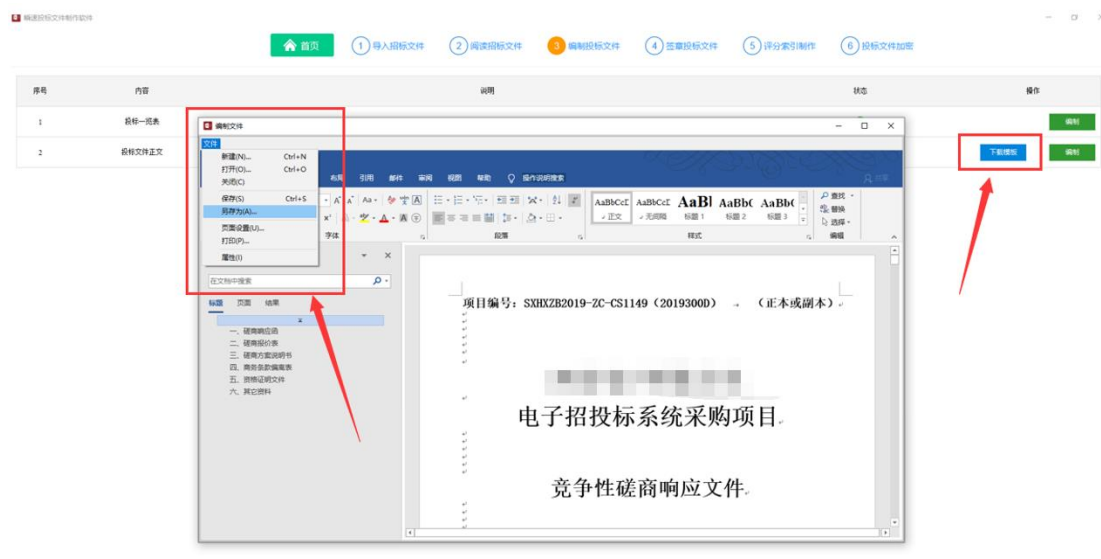 投标文件制作软件
首页
1 导入招标文件
2 阅读招标文件
3 编制投标文件
4 签章投标文件
5 评分索引制作
6 投标文件加密
序号 内容 说明 状态 操作
1 投标一览表 编制
2 投标文件正文 下载模板 编制
编制文件
文件
新建(N)... Ctrl+N
打开(O)... Ctrl+O
关闭(C)
保存(S) Ctrl+S
另存为(A)...
页面设置(U)...
打印(P)...
属性(I)
布局 引用 邮件 审阅 视图 帮助 操作说明搜索 共享
AaBbCcE AaBbCcE AaBl AaBb( AaBb(
正文 无间隔 标题 1 标题 2 标题 3
查找
替换
选择
字体 段落 样式 编辑
在文档中搜索
标题 页面 结果
一、磋商响应函
二、磋商报价表
三、磋商方案说明书
四、商务条款偏离表
五、资格证明文件
六、其它资料
项目编号：SXHXZB2019-ZC-CS1149（2019300D） （正本或副本）
电子招投标系统采购项目
竞争性磋商响应文件